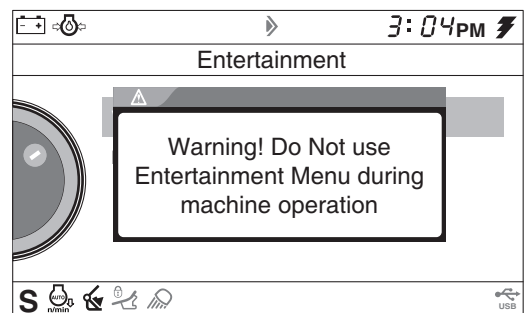 3:04PM
Entertainment
Warning! Do Not use
Entertainment Menu during
machine operation
S
AUTO
n/min
USB